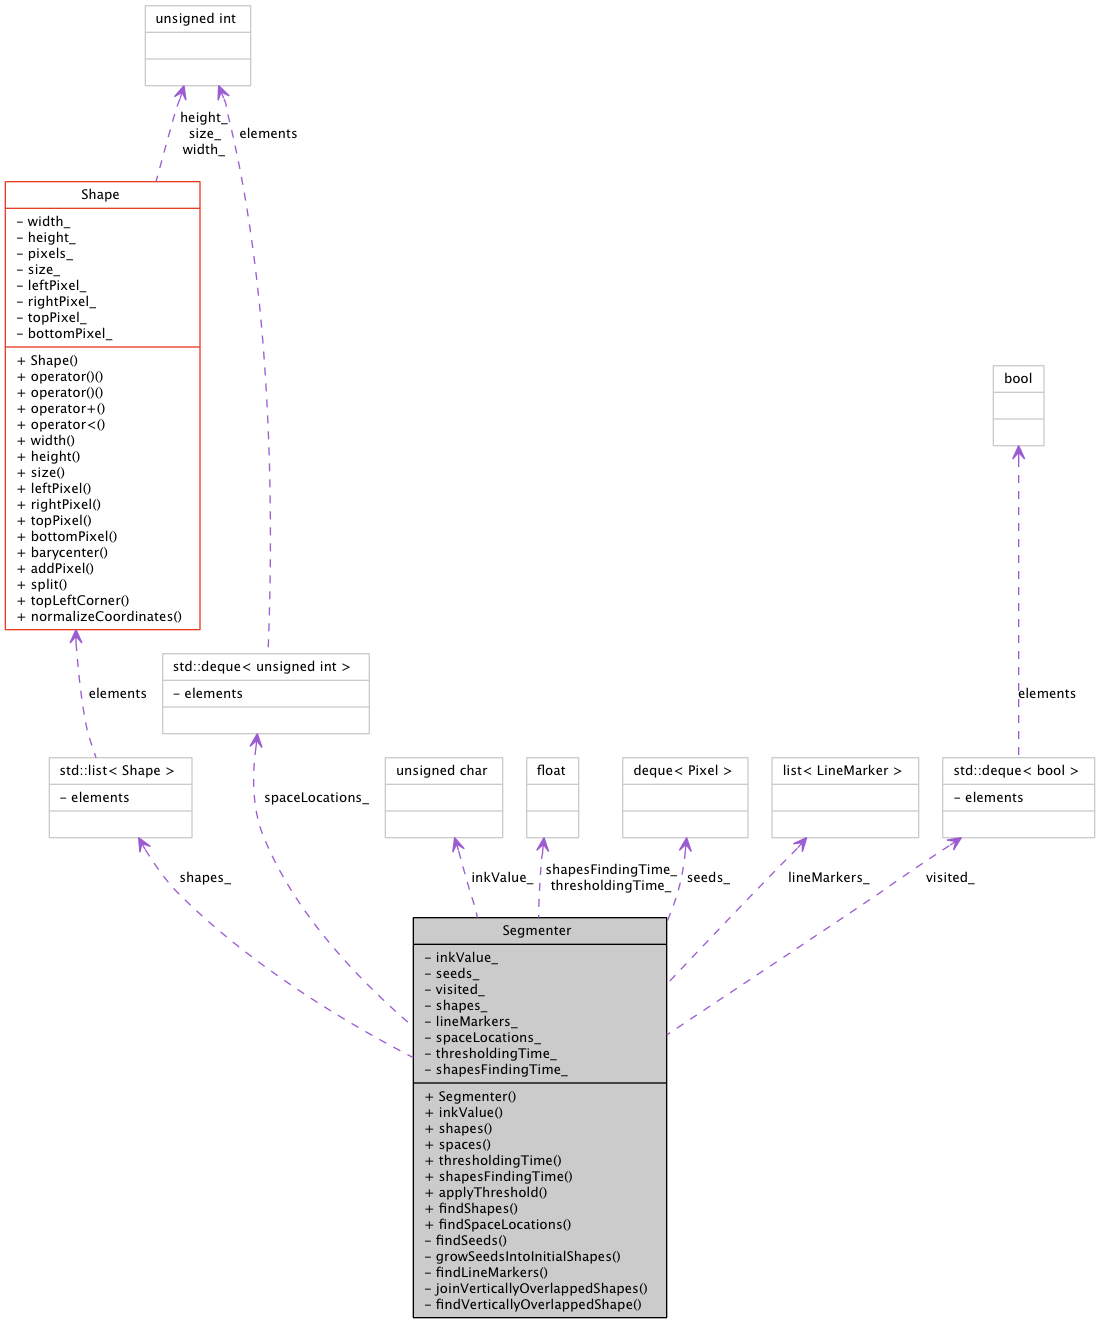 unsigned int
height_
size_
width_
elements
Shape
- width_
- height_
- pixels_
- size_
- leftPixel_
- rightPixel_
- topPixel_
- bottomPixel_
+ Shape()
+ operator()()
+ operator()()
+ operator+()
+ operator<()
+ width()
+ height()
+ size()
+ leftPixel()
+ rightPixel()
+ topPixel()
+ bottomPixel()
+ barycenter()
+ addPixel()
+ split()
+ topLeftCorner()
+ normalizeCoordinates()
bool
std::deque< unsigned int >
- elements
elements
elements
std::list< Shape >
- elements
spaceLocations_
unsigned char
float
deque< Pixel >
list< LineMarker >
std::deque< bool >
- elements
shapes_
inkValue_
shapesFindingTime_
thresholdingTime_
seeds_
lineMarkers_
visited_
Segmenter
- inkValue_
- seeds_
- visited_
- shapes_
- lineMarkers_
- spaceLocations_
- thresholdingTime_
- shapesFindingTime_
+ Segmenter()
+ inkValue()
+ shapes()
+ spaces()
+ thresholdingTime()
+ shapesFindingTime()
+ applyThreshold()
+ findShapes()
+ findSpaceLocations()
- findSeeds()
- growSeedsIntoInitialShapes()
- findLineMarkers()
- joinVerticallyOverlappedShapes()
- findVerticallyOverlappedShape()